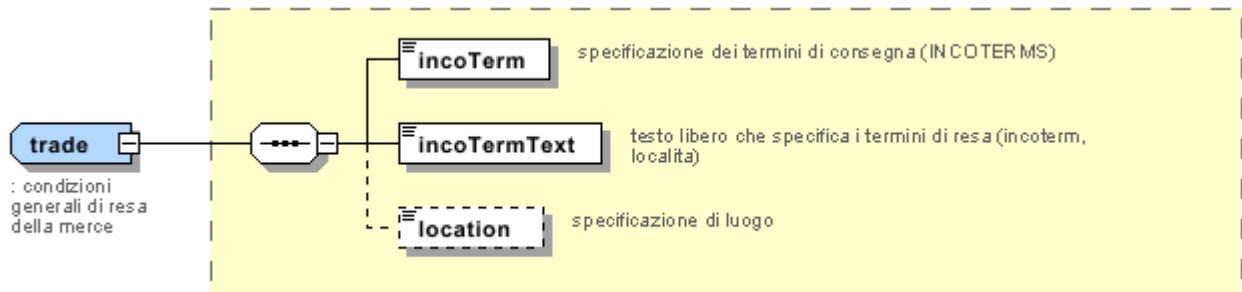 incoTerm
specificazione dei termini di consegna (INCOTERMS)
trade
: condizioni
generali di resa
della merce
incoTermText
testo libero che specifica i termini di resa (incoterm,
localita)
location
specificazione di luogo